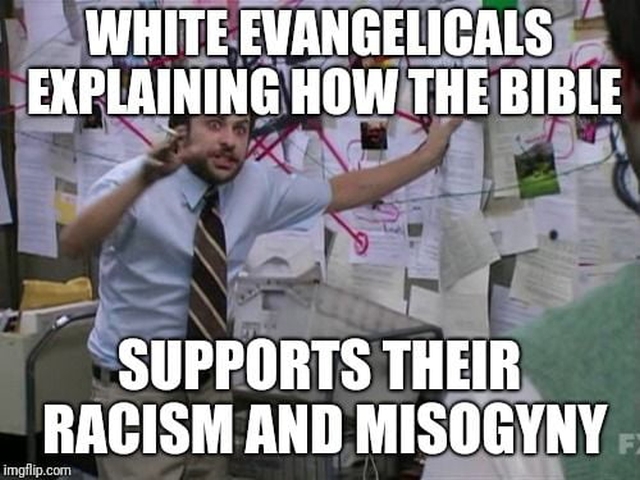 WHITE EVANGELICALS
EXPLAINING HOW THE BIBLE
SUPPORTS THEIR
RACISM AND MISOGYNY
FX
imgflip.com